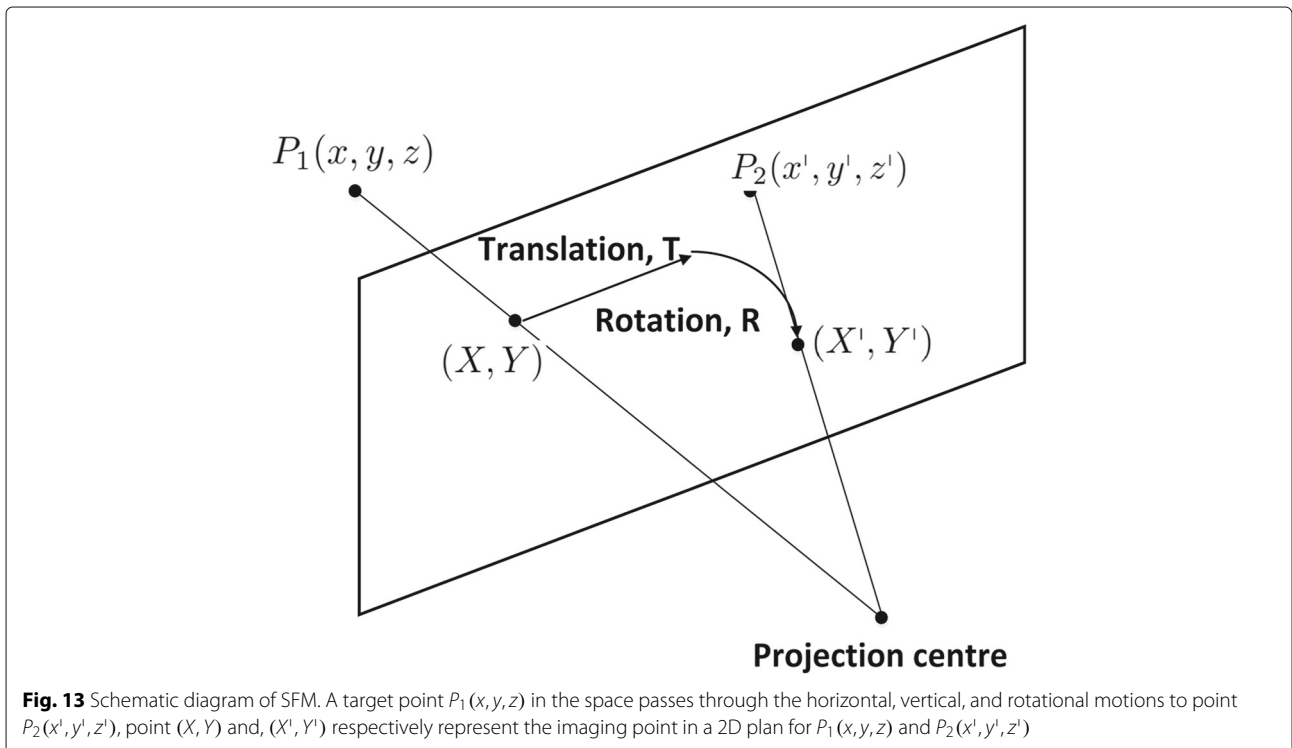 P₁(x, y, z)
P₂(x', y', z')
Translation, T
Rotation, R
(X, Y)
(X', Y')
Projection centre
Fig. 13 Schematic diagram of SFM. A target point P₁(x, y, z) in the space passes through the horizontal, vertical, and rotational motions to point
P₂(x', y', z'), point (X, Y) and, (X', Y') respectively represent the imaging point in a 2D plan for P₁(x, y, z) and P₂(x', y', z')